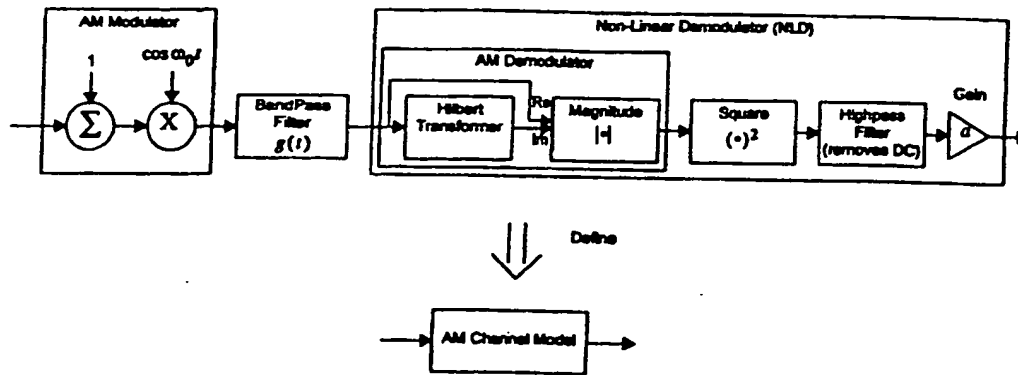 AM Modulator
Non-Linear Demodulator (NLD)
AM Demodulator
1
cos ω₀t
Σ
X
BandPass
Filter
g(t)
Hilbert
Transformer
Re
Im
Magnitude
|•|
Square
(•)²
Highpass
Filter
(removes DC)
Gain
d
Define
AM Channel Model